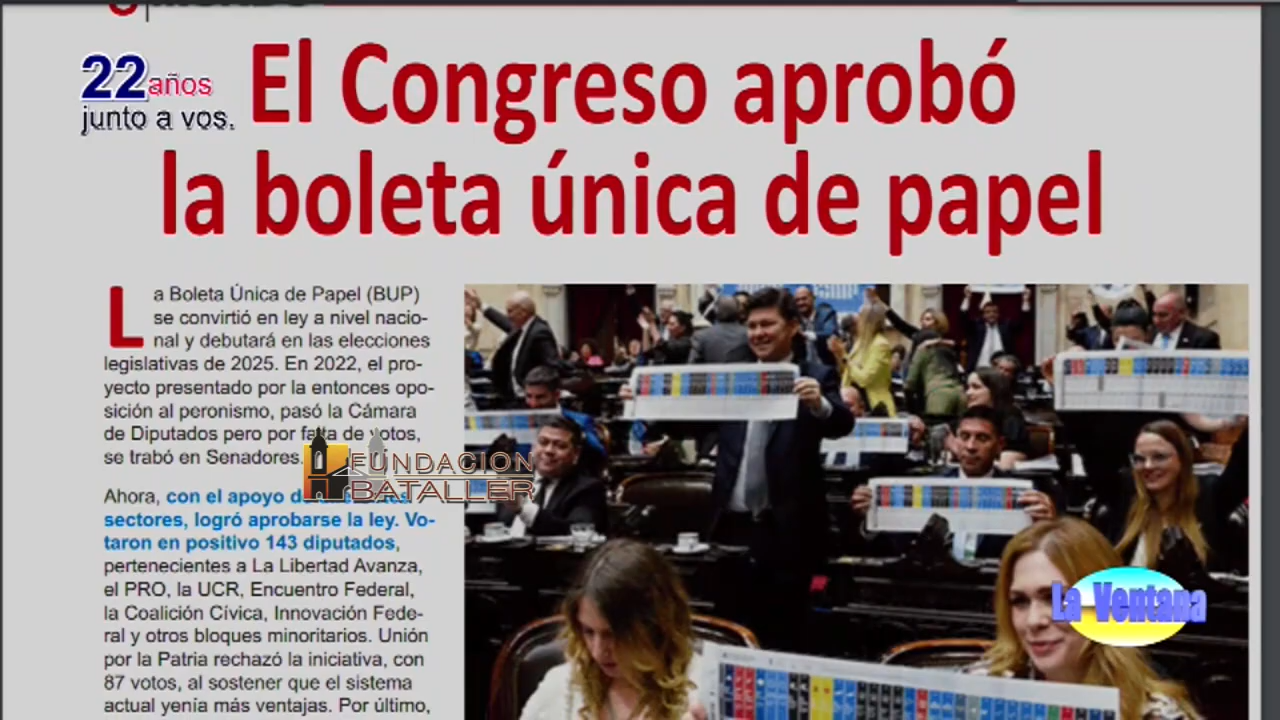 22años
junto a vos.
El Congreso aprobó
la boleta única de papel
La Boleta Única de Papel (BUP)
se convirtió en ley a nivel nacio-
nal y debutará en las elecciones
legislativas de 2025. En 2022, el pro-
yecto presentado por la entonces opo-
sición al peronismo, pasó la Cámara
de Diputados pero por falta de votos,
se trabó en Senadores.
FUNDACION
BATALLER
Ahora, con el apoyo
sectores, logró aprobarse la ley. Vo-
taron en positivo 143 diputados,
pertenecientes a La Libertad Avanza,
el PRO, la UCR, Encuentro Federal,
la Coalición Cívica, Innovación Fede-
ral y otros bloques minoritarios. Unión
por la Patria rechazó la iniciativa, con
87 votos, al sostener que el sistema
actual yenía más ventajas. Por último,
La Ventana